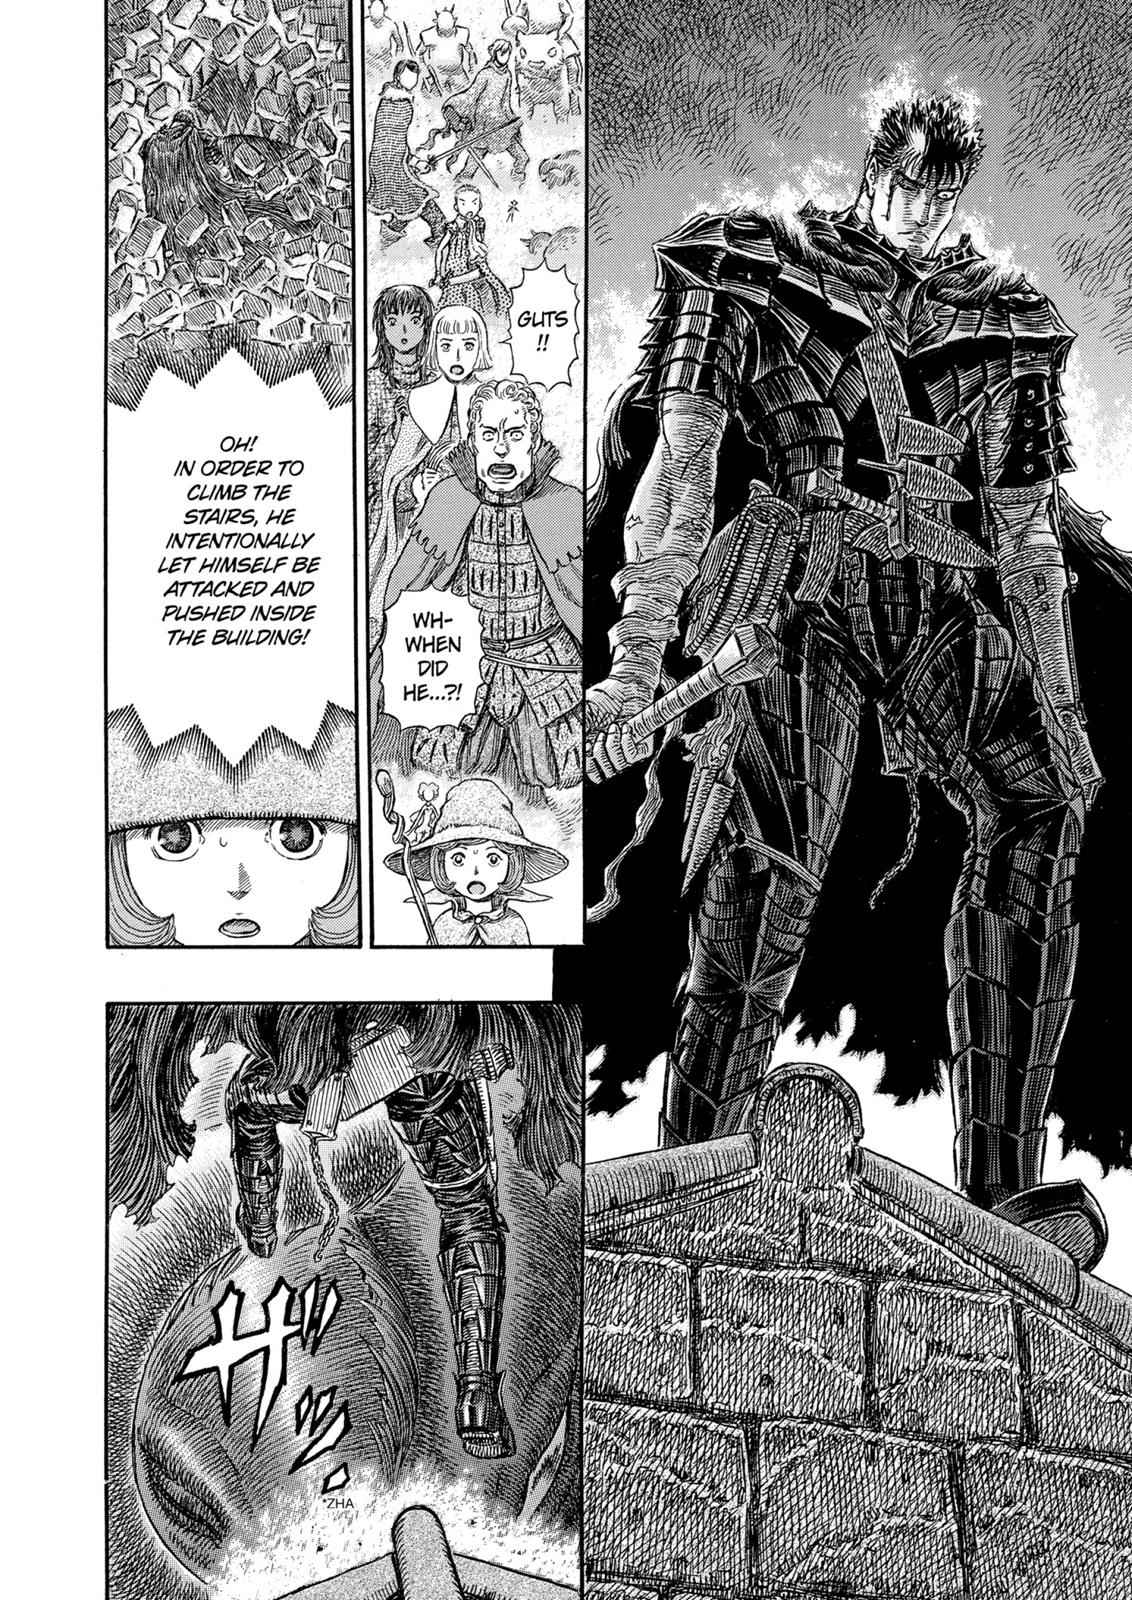 GUTS
!!
WH-
WHEN
DID
HE...?!
OH!
IN ORDER TO
CLIMB THE
STAIRS, HE
INTENTIONALLY
LET HIMSELF BE
ATTACKED AND
PUSHED INSIDE
THE BUILDING!
ザッ
*ZHA